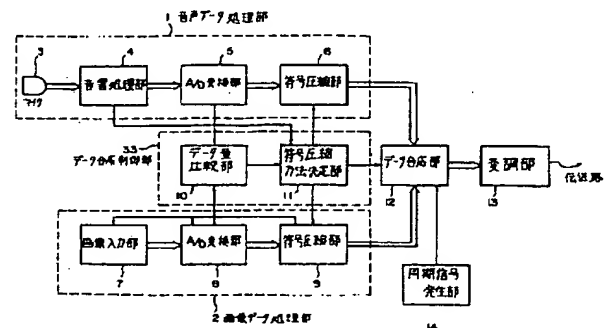 1 音声データ処理部
3
4
5
6
マイク
音響処理部
A/D変換部
符号圧縮部
33
データ合成制御部
データ量
比較部
10
符号圧縮
方法決定部
11
データ合成部
12
変調部
13
伝送路
画像入力部
7
A/D変換部
8
符号圧縮部
9
同期信号
発生部
14
2 画像データ処理部